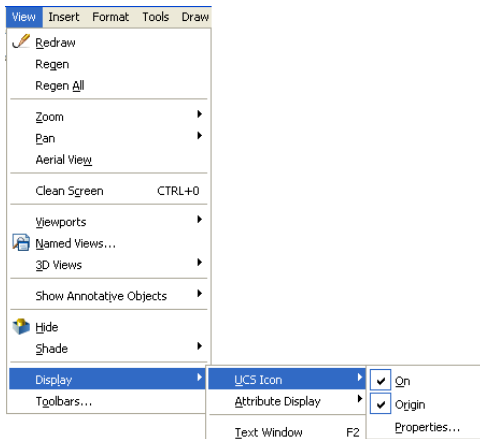 View Insert Format Tools Draw
Redraw
Regen
Regen All
Zoom
Pan
Aerial View
Clean Screen CTRL+0
Viewports
Named Views...
3D Views
Show Annotative Objects
Hide
Shade
Display
Toolbars...
UCS Icon
Attribute Display
Text Window F2
On
Origin
Properties...